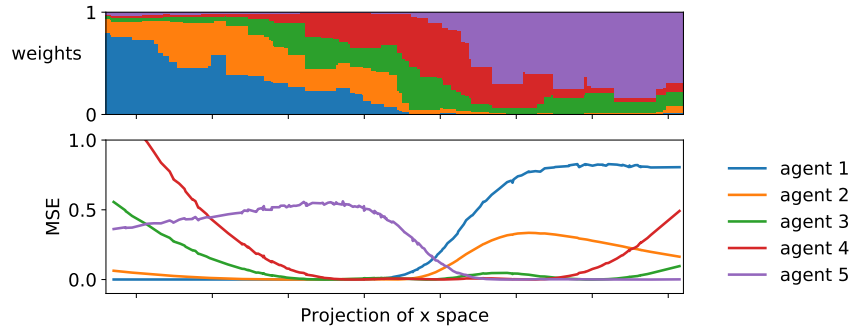 1
weights
0
1.0
0.5
0.0
MSE
Projection of x space
agent 1
agent 2
agent 3
agent 4
agent 5